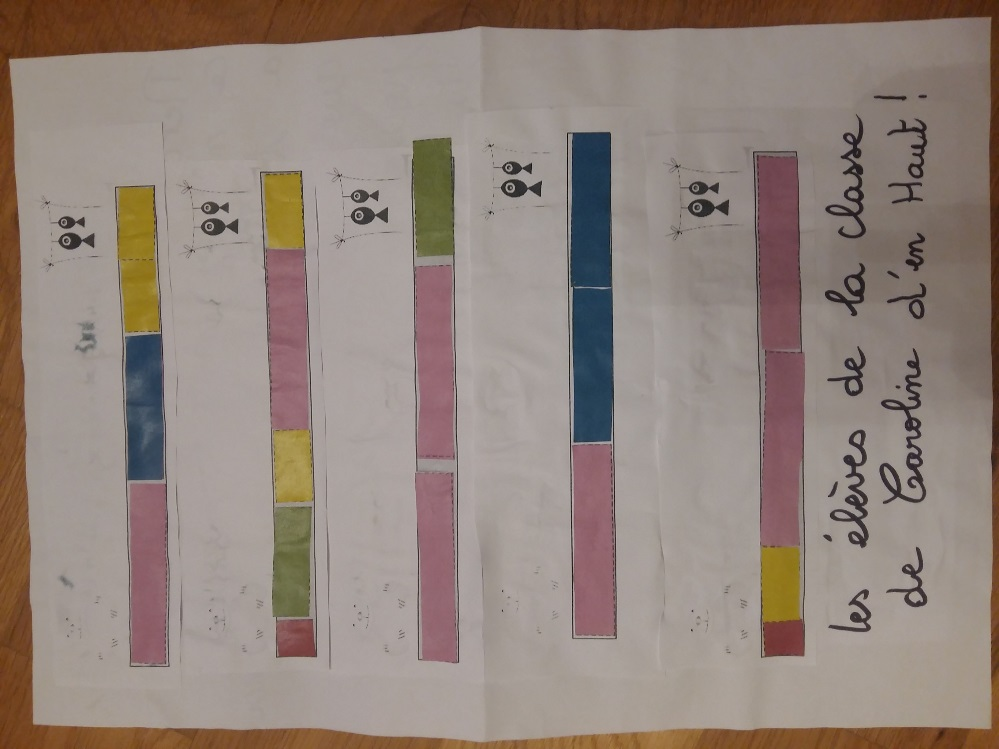 les élèves de la classe
de Caroline d'en Haut !